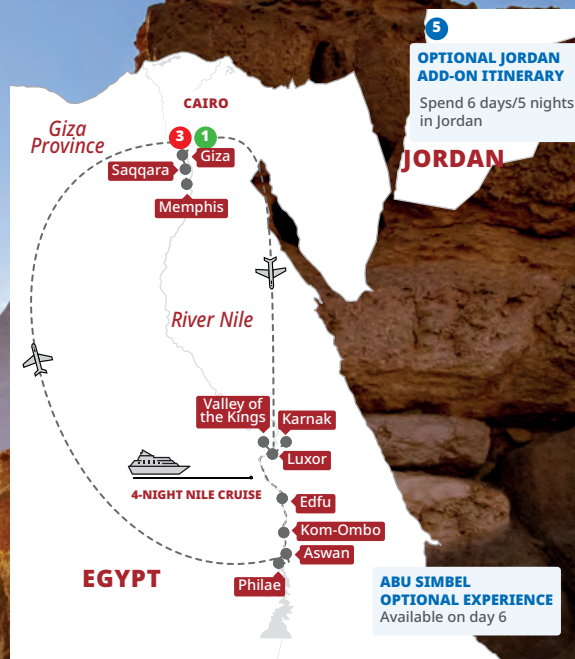 5
OPTIONAL JORDAN
ADD-ON ITINERARY
Spend 6 days/5 nights
in Jordan
JORDAN
CAIRO
Giza
Province
3
1
Giza
Saqqara
Memphis
River Nile
Valley of
the Kings
Karnak
Luxor
4-NIGHT NILE CRUISE
Edfu
Kom-Ombo
Aswan
Philae
EGYPT
ABU SIMBEL
OPTIONAL EXPERIENCE
Available on day 6